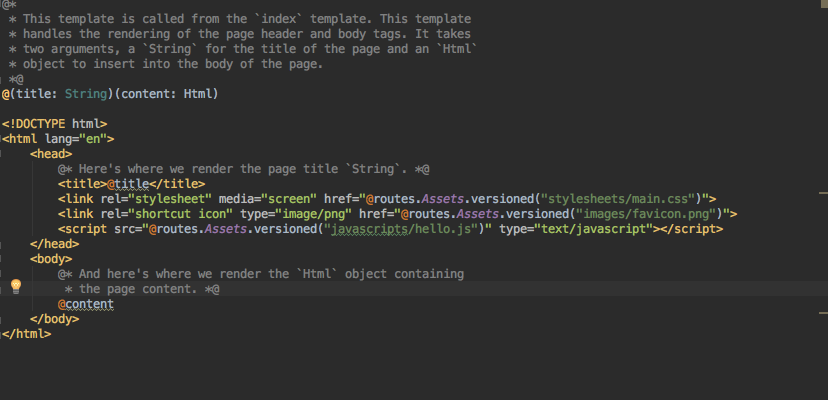 @*
 * This template is called from the `index` template. This template
 * handles the rendering of the page header and body tags. It takes
 * two arguments, a `String` for the title of the page and an `Html`
 * object to insert into the body of the page.
 *@
@(title: String)(content: Html)

<!DOCTYPE html>
<html lang="en">
    <head>
        @* Here's where we render the page title `String`. *@
        <title>@title</title>
        <link rel="stylesheet" media="screen" href="@routes.Assets.versioned("stylesheets/main.css")">
        <link rel="shortcut icon" type="image/png" href="@routes.Assets.versioned("images/favicon.png")">
        <script src="@routes.Assets.versioned("javascripts/hello.js")" type="text/javascript"></script>
    </head>
    <body>
        @* And here's where we render the `Html` object containing
         * the page content. *@
        @content
    </body>
</html>